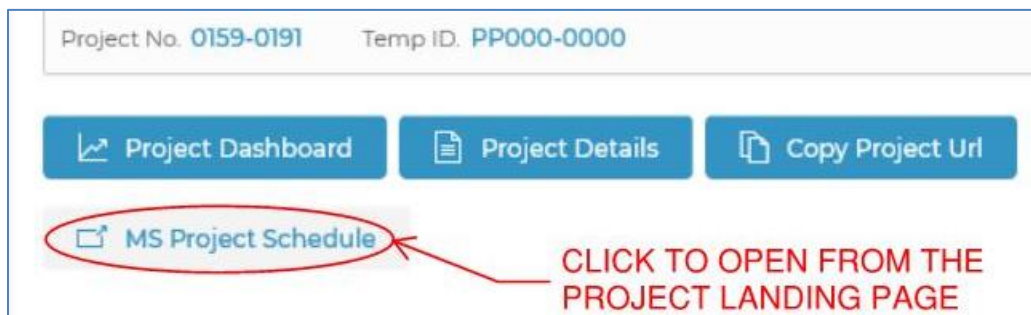 Project No. 0159-0191 Temp ID. PP000-0000
Project Dashboard Project Details Copy Project Url
MS Project Schedule
CLICK TO OPEN FROM THE
PROJECT LANDING PAGE